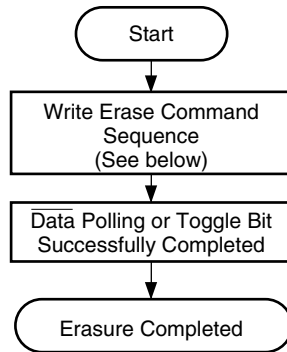 Start
Write Erase Command
Sequence
(See below)
Data Polling or Toggle Bit
Successfully Completed
Erasure Completed